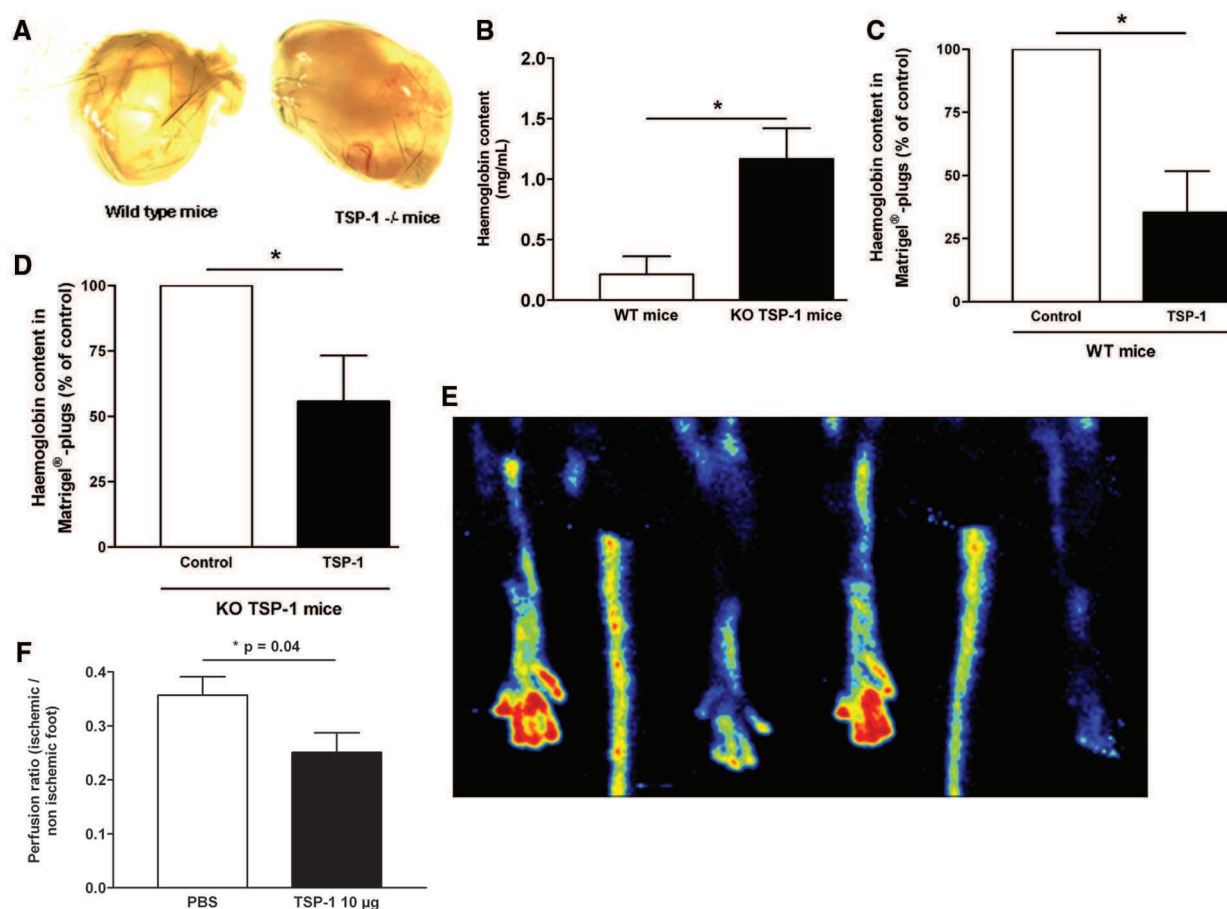 A
Wild type mice
TSP-1 -/- mice
B
Haemoglobin content
(mg/mL)
2.0
1.5
1.0
0.5
0.0
*
WT mice
KO TSP-1 mice
C
Haemoglobin content in
Matrigel®-plugs (% of control)
100
75
50
25
0
*
Control
TSP-1
WT mice
D
Haemoglobin content in
Matrigel®-plugs (% of control)
100
75
50
25
0
*
Control
TSP-1
KO TSP-1 mice
E
F
Perfusion ratio (ischemic /
non ischemic foot)
0.4
0.3
0.2
0.1
0.0
* p = 0.04
PBS
TSP-1 10 µg